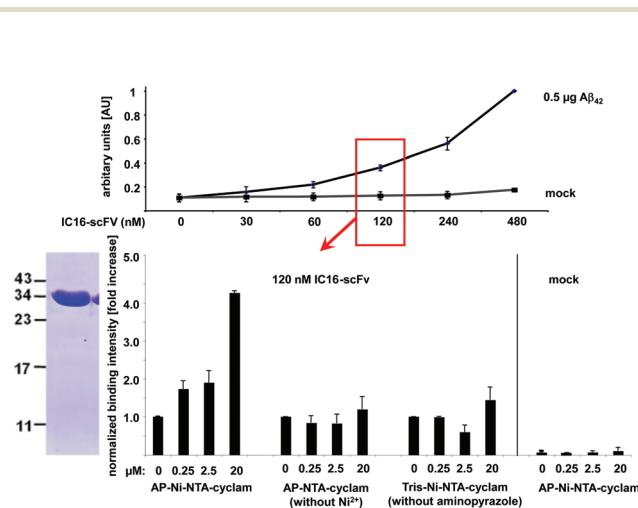 arbitary units [AU]
1
0.8
0.6
0.4
0.2
0.5 µg Aβ₄₂
mock
IC16-scFV (nM) 0 30 60 120 240 480
43
34
23
17
11
normalized binding intensity [fold increase]
5.0
4.0
2.0
1.0
120 nM IC16-scFv
mock
µM: 0 0.25 2.5 20 0 0.25 2.5 20 0 0.25 2.5 20 0 0.25 2.5 20
AP-Ni-NTA-cyclam AP-NTA-cyclam Tris-Ni-NTA-cyclam AP-Ni-NTA-cyclam
(without Ni²⁺) (without aminopyrazole)